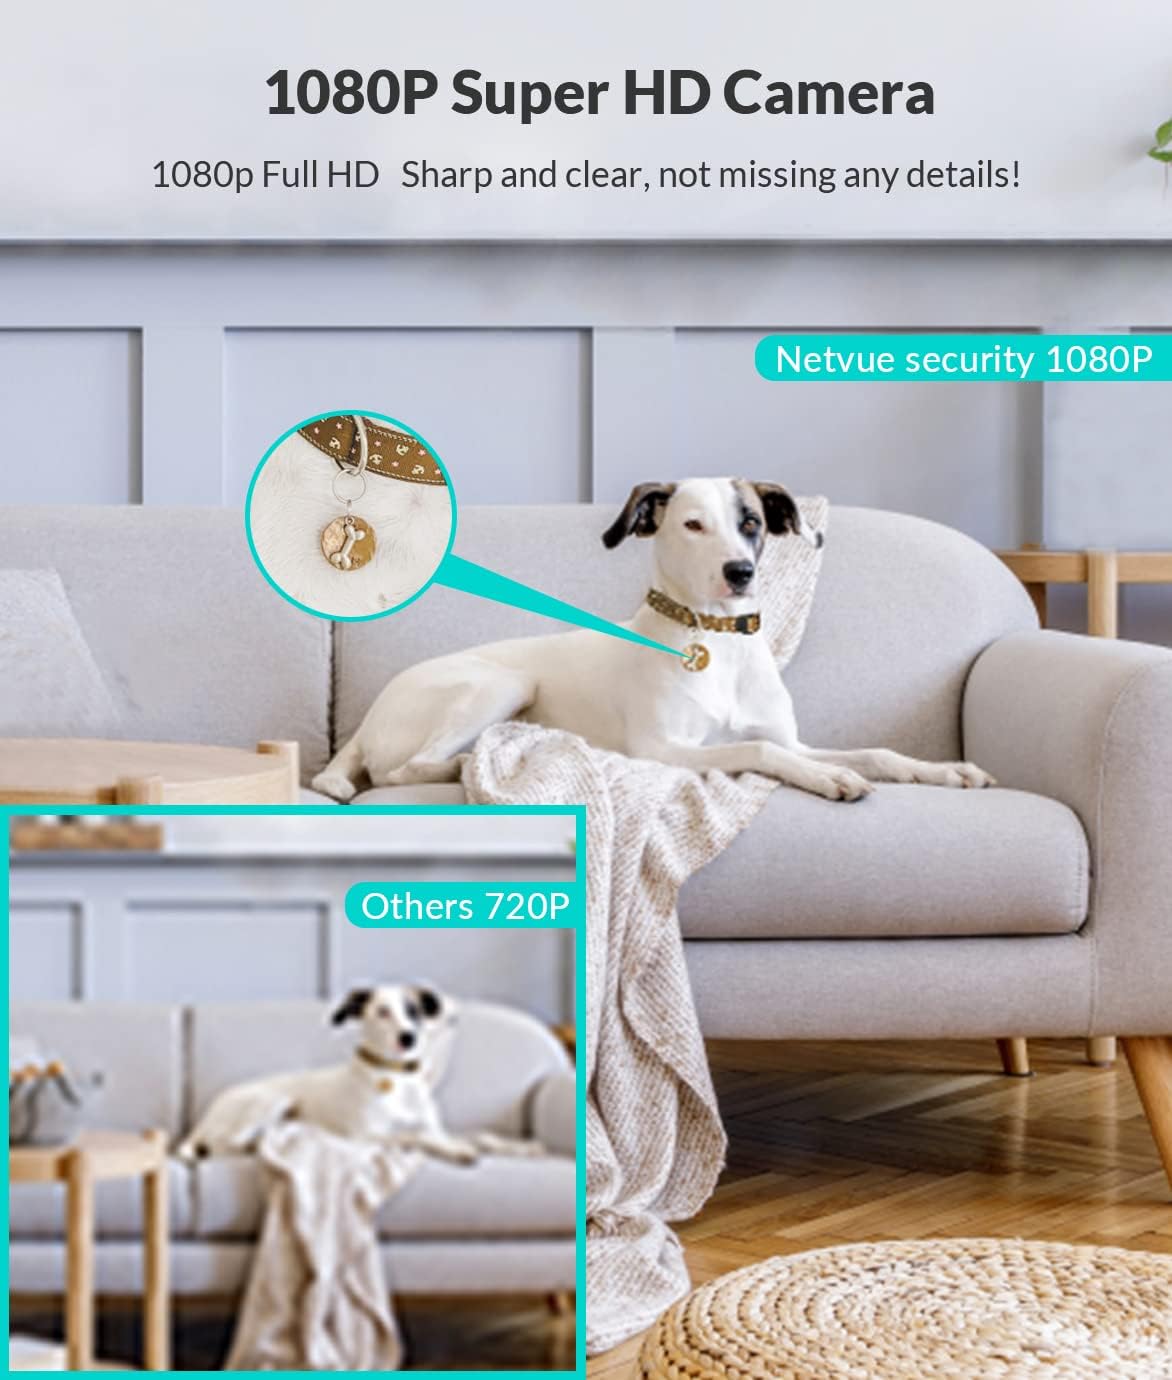 1080P Super HD Camera
1080p Full HD Sharp and clear, not missing any details!
Netvue security 1080P
Others 720P